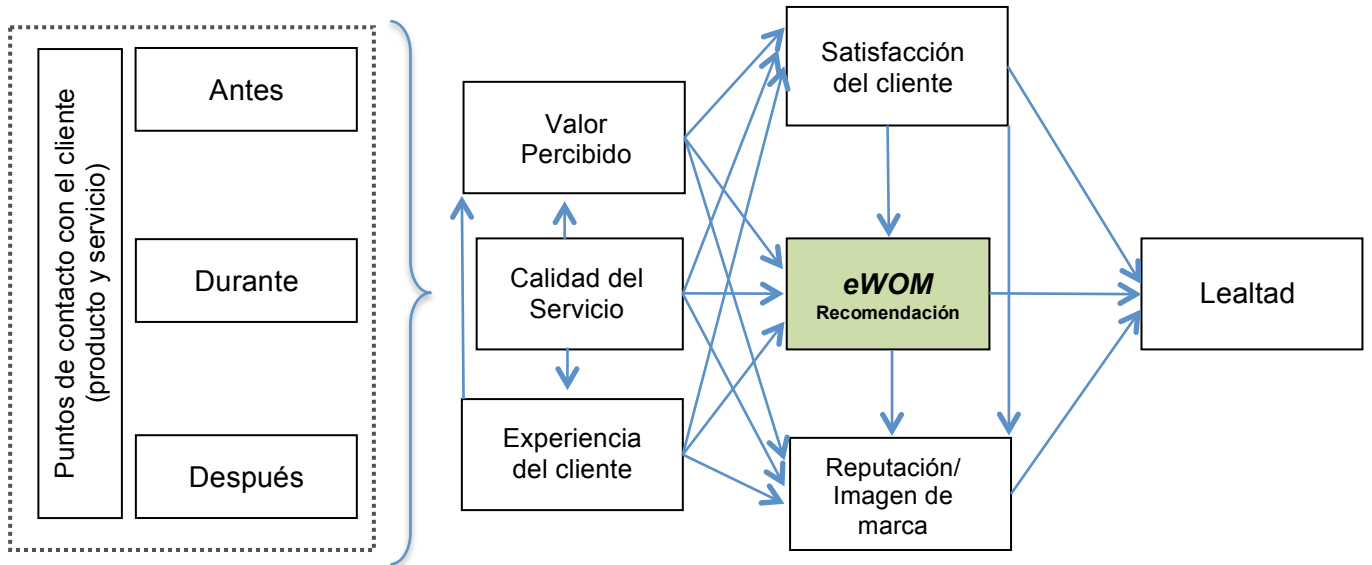 Puntos de contacto con el cliente
(producto y servicio)
Antes
Durante
Después
Valor
Percibido
Calidad del
Servicio
Experiencia
del cliente
Satisfacción
del cliente
eWOM
Recomendación
Reputación/
Imagen de
marca
Lealtad